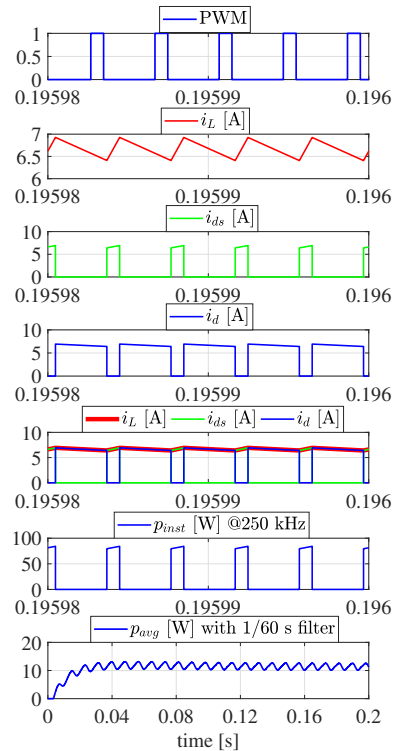 PWM
1
0.5
0
0.19598 0.19599 0.196
i_L [A]
7
6.5
6
0.19598 0.19599 0.196
i_ds [A]
10
5
0
0.19598 0.19599 0.196
i_d [A]
10
5
0
0.19598 0.19599 0.196
i_L [A] i_ds [A] i_d [A]
10
5
0
0.19598 0.19599 0.196
p_inst [W] @250 kHz
100
50
0
0.19598 0.19599 0.196
p_avg [W] with 1/60 s filter
20
10
0
0 0.04 0.08 0.12 0.16 0.2
time [s]